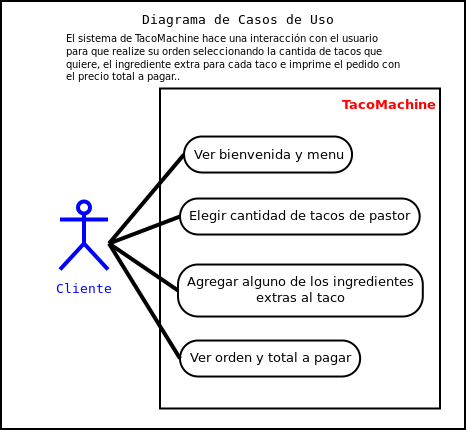 Diagrama de Casos de Uso
El sistema de TacoMachine hace una interacción con el usuario
para que realize su orden seleccionando la cantida de tacos que
quiere, el ingediente extra para cada taco e imprime el pedido con
el precio total a pagar..
TacoMachine
Ver bienvenida y menu
Elegir cantidad de tacos de pastor
Agregar alguno de los ingredientes
extras al taco
Ver orden y total a pagar
Cliente